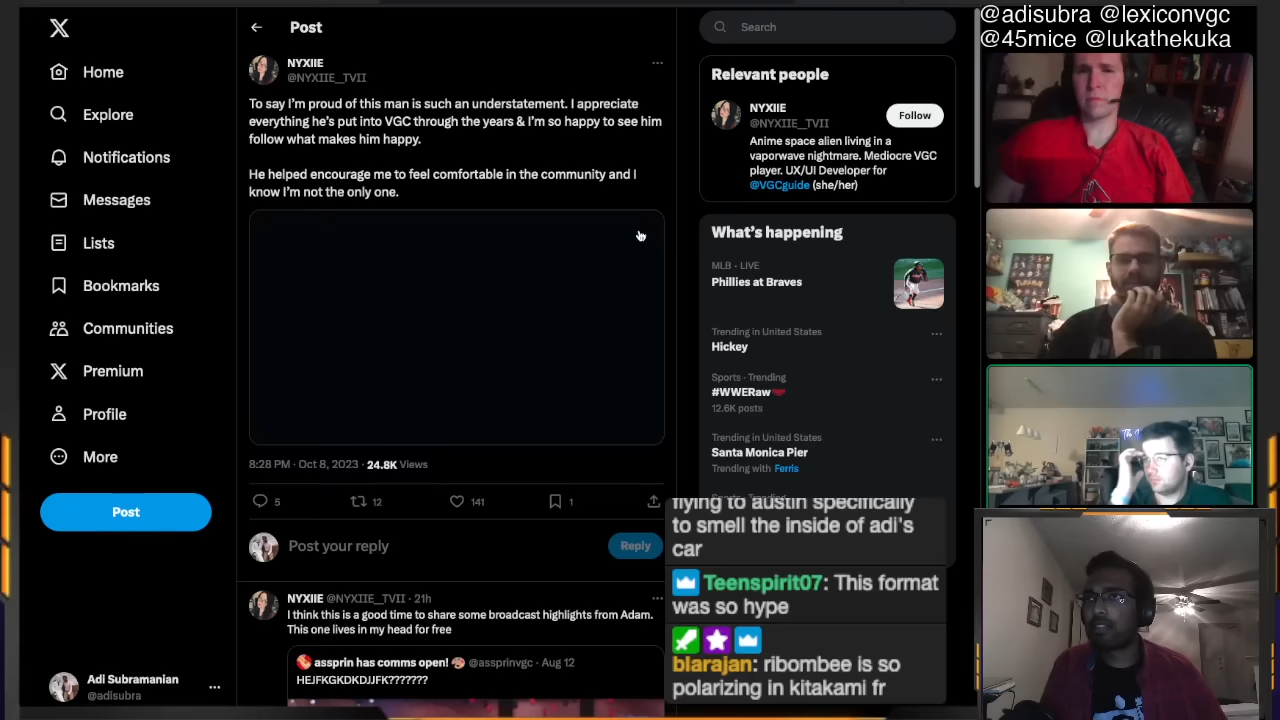 @adisubra @lexiconvgc
@45mice @lukathekuka
Home
Explore
Notifications
Messages
Lists
Bookmarks
Communities
Premium
Profile
More
Post
Adi Subramanian
@adisubra
Post
NYXIIE
@NYXIIE_TVII
To say I'm proud of this man is such an understatement. I appreciate
everything he's put into VGC through the years & I'm so happy to see him
follow what makes him happy.
He helped encourage me to feel comfortable in the community and I
know I'm not the only one.
8:28 PM · Oct 8, 2023 · 24.8K Views
5 12 141 1
Post your reply
Reply
NYXIIE @NYXIIE_TVII · 21h
I think this is a good time to share some broadcast highlights from Adam.
This one lives in my head for free
assprin has comms open! @assprinvgc · Aug 12
HEJFKGKDKDJJFK???????
Search
Relevant people
NYXIIE
@NYXIIE_TVII
Follow
Anime space alien living in a
vaporwave nightmare. Mediocre VGC
player. UX/UI Developer for
@VGCguide (she/her)
What's happening
MLB · LIVE
Phillies at Braves
Trending in United States
Hickey
Sports · Trending
#WWERaw
12.6K posts
Trending in United States
Santa Monica Pier
Trending with Ferris
Sports · Trending
flying to austin specifically
to smell the inside of adi's
car
Teenspirit07: This format
was so hype
blarajan: ribombee is so
polarizing in kitakami fr